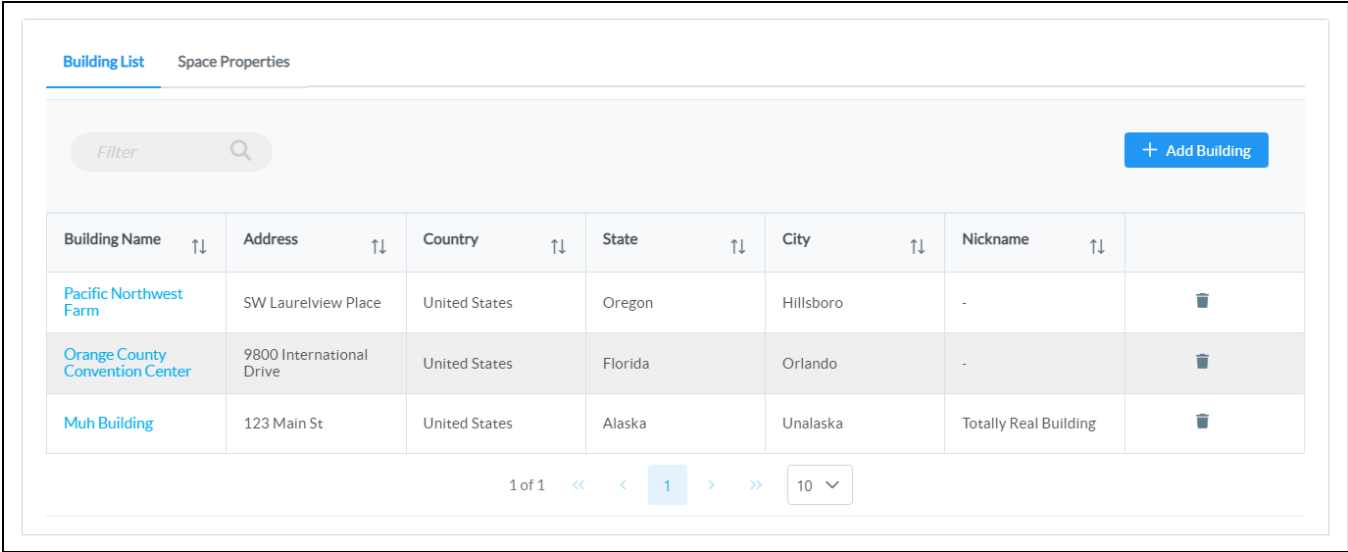 Building List Space Properties
Filter
+ Add Building
Building Name Address Country State City Nickname
Pacific Northwest
Farm
SW Laurelview Place United States Oregon Hillsboro -
Orange County
Convention Center
9800 International
Drive
United States Florida Orlando -
Muh Building 123 Main St United States Alaska Unalaska Totally Real Building
1 of 1 « < 1 > » 10